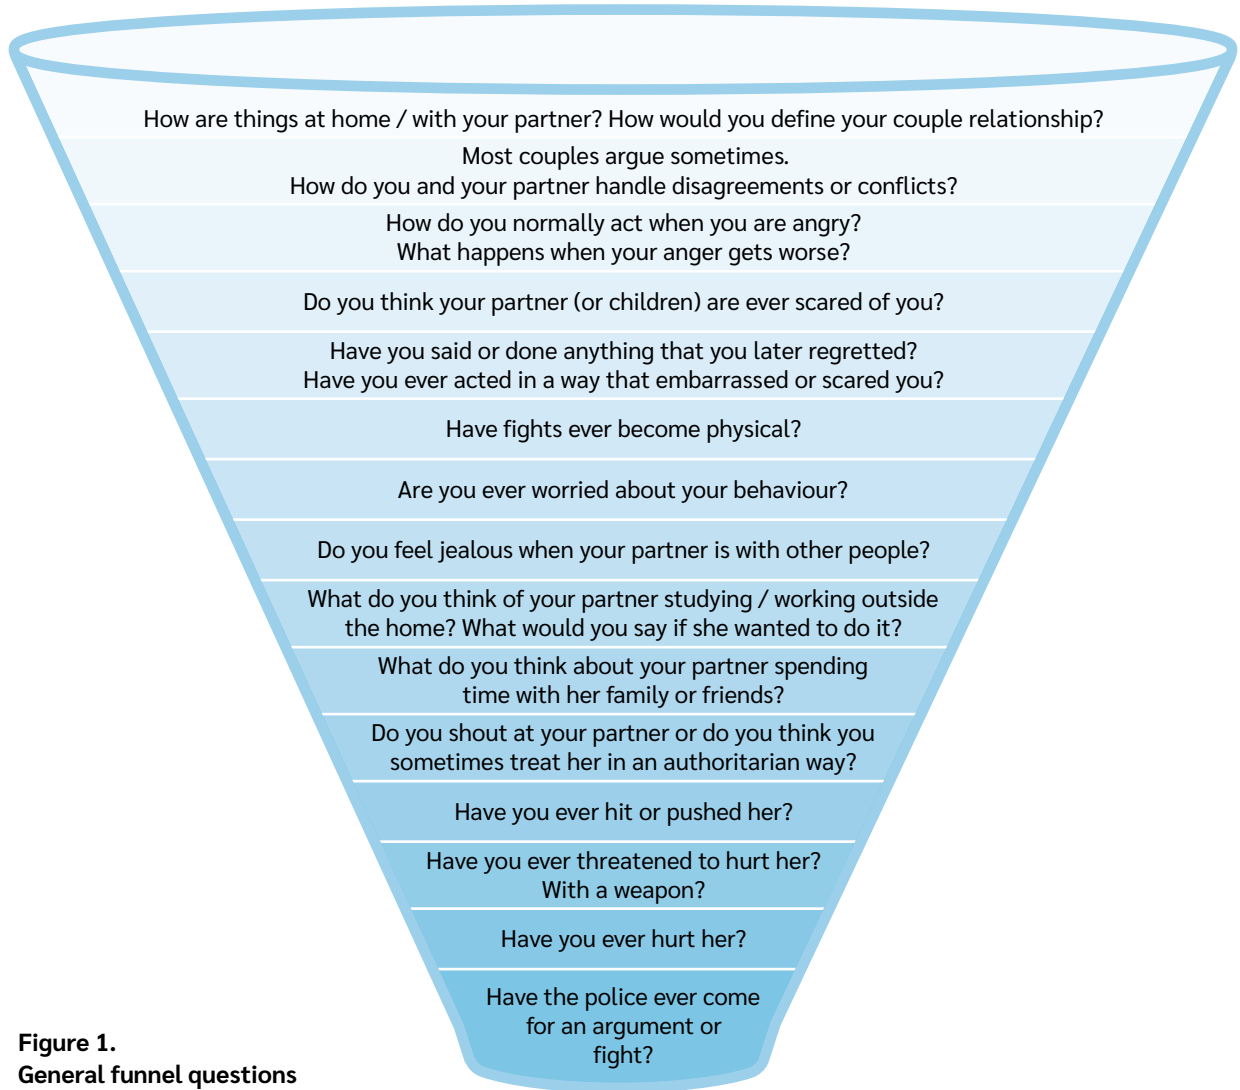 How are things at home / with your partner? How would you define your couple relationship?
Most couples argue sometimes.
How do you and your partner handle disagreements or conflicts?
How do you normally act when you are angry?
What happens when your anger gets worse?
Do you think your partner (or children) are ever scared of you?
Have you said or done anything that you later regretted?
Have you ever acted in a way that embarrassed or scared you?
Have fights ever become physical?
Are you ever worried about your behaviour?
Do you feel jealous when your partner is with other people?
What do you think of your partner studying / working outside
the home? What would you say if she wanted to do it?
What do you think about your partner spending
time with her family or friends?
Do you shout at your partner or do you think you
sometimes treat her in an authoritarian way?
Have you ever hit or pushed her?
Have you ever threatened to hurt her?
With a weapon?
Have you ever hurt her?
Have the police ever come
for an argument or
fight?
Figure 1.
General funnel questions